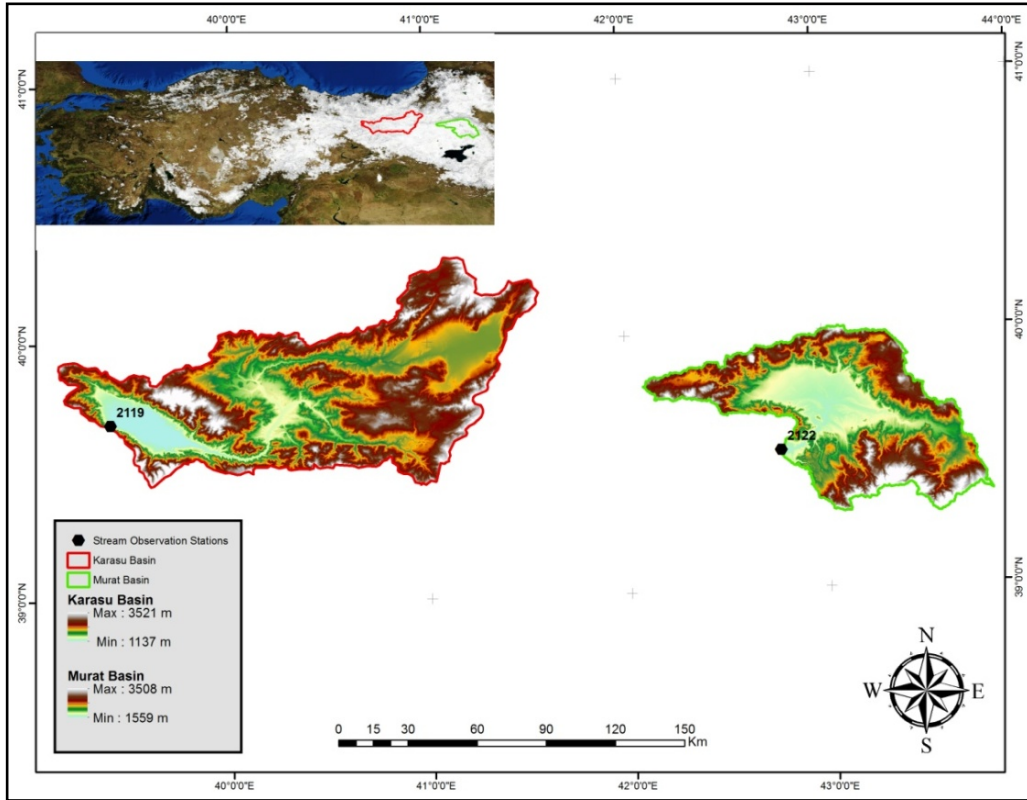 40°0'0"E 41°0'0"E 42°0'0"E 43°0'0"E 44°0'0"E
41°0'0"N
41°0'0"N
40°0'0"N
40°0'0"N
2119
2122
39°0'0"N
39°0'0"N
Stream Observation Stations
Karasu Basin
Murat Basin
Karasu Basin
Max : 3521 m
Min : 1137 m
Murat Basin
Max : 3508 m
Min : 1559 m
N
W E
S
0 15 30 60 90 120 150
Km
40°0'0"E 41°0'0"E 42°0'0"E 43°0'0"E